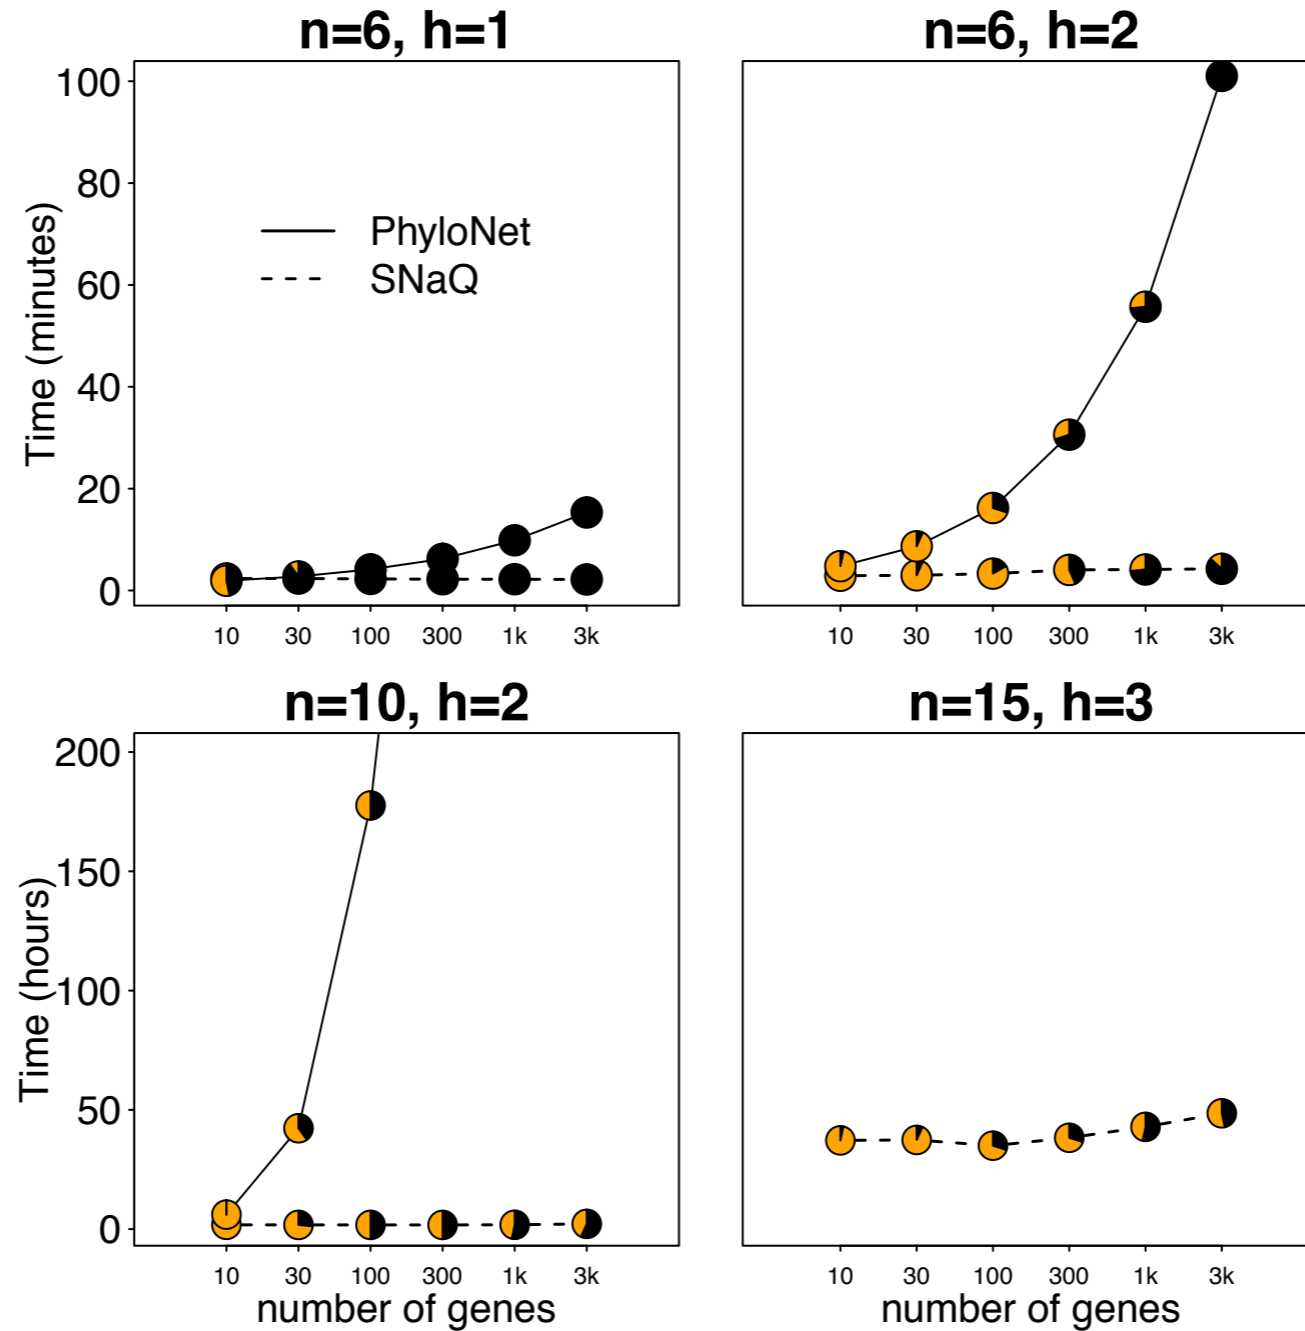 n=6, h=1
n=6, h=2
Time (minutes)
100
80
60
40
20
0
PhyloNet
SNaQ
10 30 100 300 1k 3k
10 30 100 300 1k 3k
n=10, h=2
n=15, h=3
Time (hours)
200
150
100
50
0
10 30 100 300 1k 3k
10 30 100 300 1k 3k
number of genes
number of genes